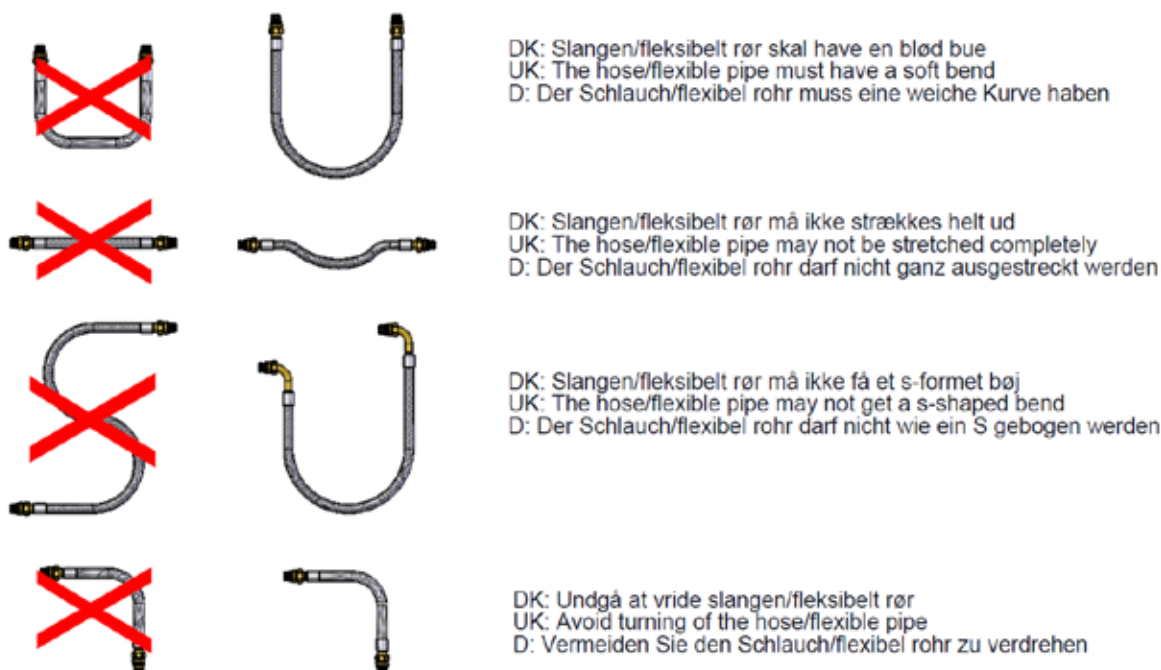 DK: Slangen/fleksibelt rør skal have en blød bue
UK: The hose/flexible pipe must have a soft bend
D: Der Schlauch/flexibel rohr muss eine weiche Kurve haben
DK: Slangen/fleksibelt rør må ikke strækkes helt ud
UK: The hose/flexible pipe may not be stretched completely
D: Der Schlauch/flexibel rohr darf nicht ganz ausgestreckt werden
DK: Slangen/fleksibelt rør må ikke få et s-formet bøj
UK: The hose/flexible pipe may not get a s-shaped bend
D: Der Schlauch/flexibel rohr darf nicht wie ein S gebogen werden
DK: Undgå at vride slangen/fleksibelt rør
UK: Avoid turning of the hose/flexible pipe
D: Vermeiden Sie den Schlauch/flexibel rohr zu verdrehen